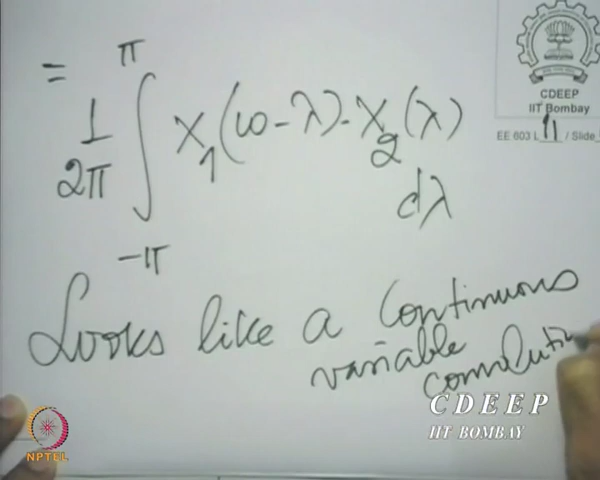 = 1/2π ∫_{-π}^{π} X₁(ω-λ).X₂(λ) dλ
Looks like a Continuous
variable
convolutio
CDEEP
IIT Bombay
EE 603 L 11 / Slide
CDEEP
IIT BOMBAY
NPTEL